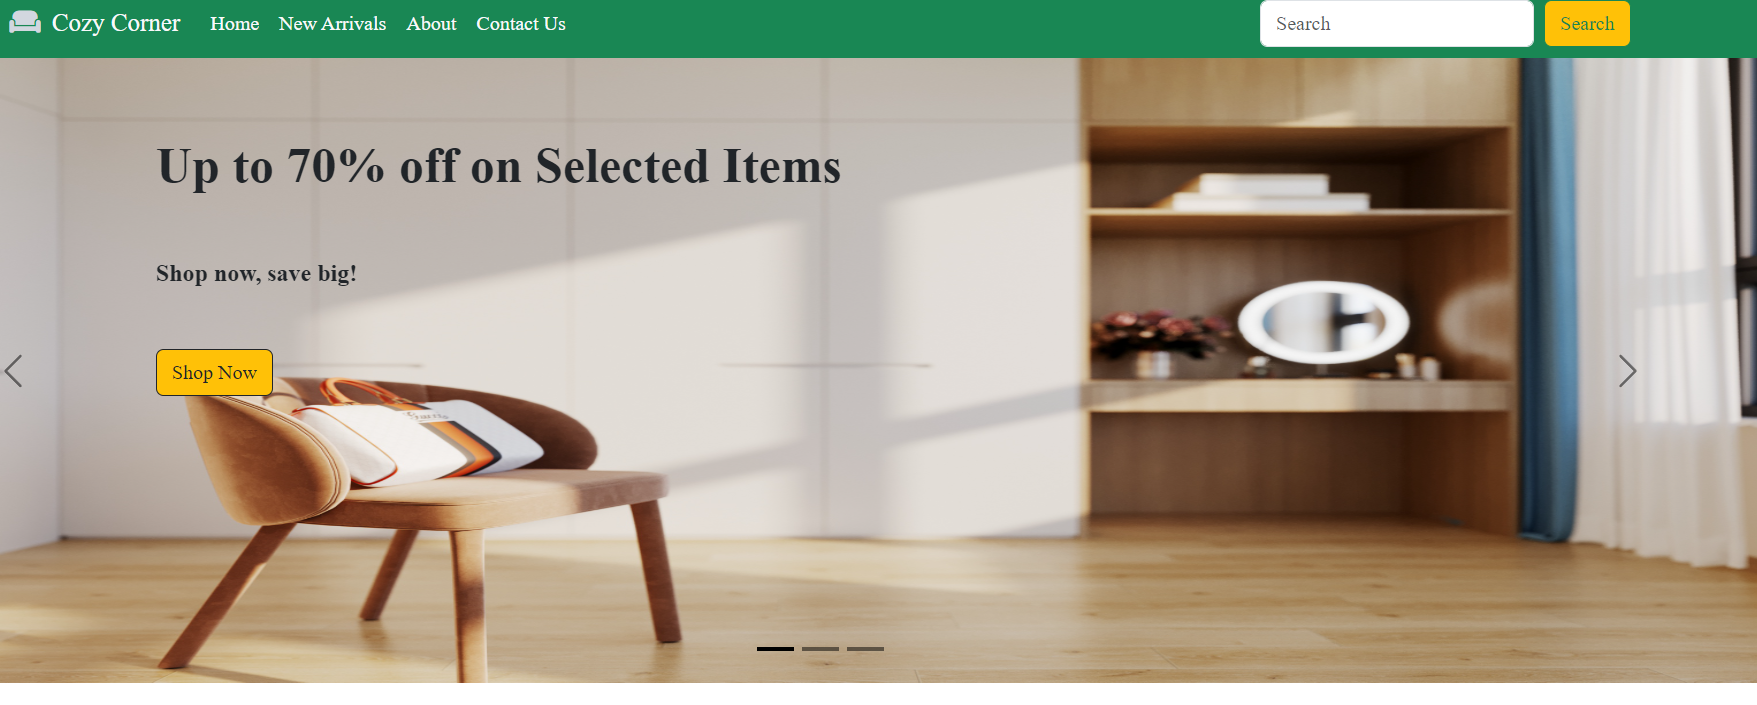 Cozy Corner Home New Arrivals About Contact Us Search Search
Up to 70% off on Selected Items
Shop now, save big!
Shop Now